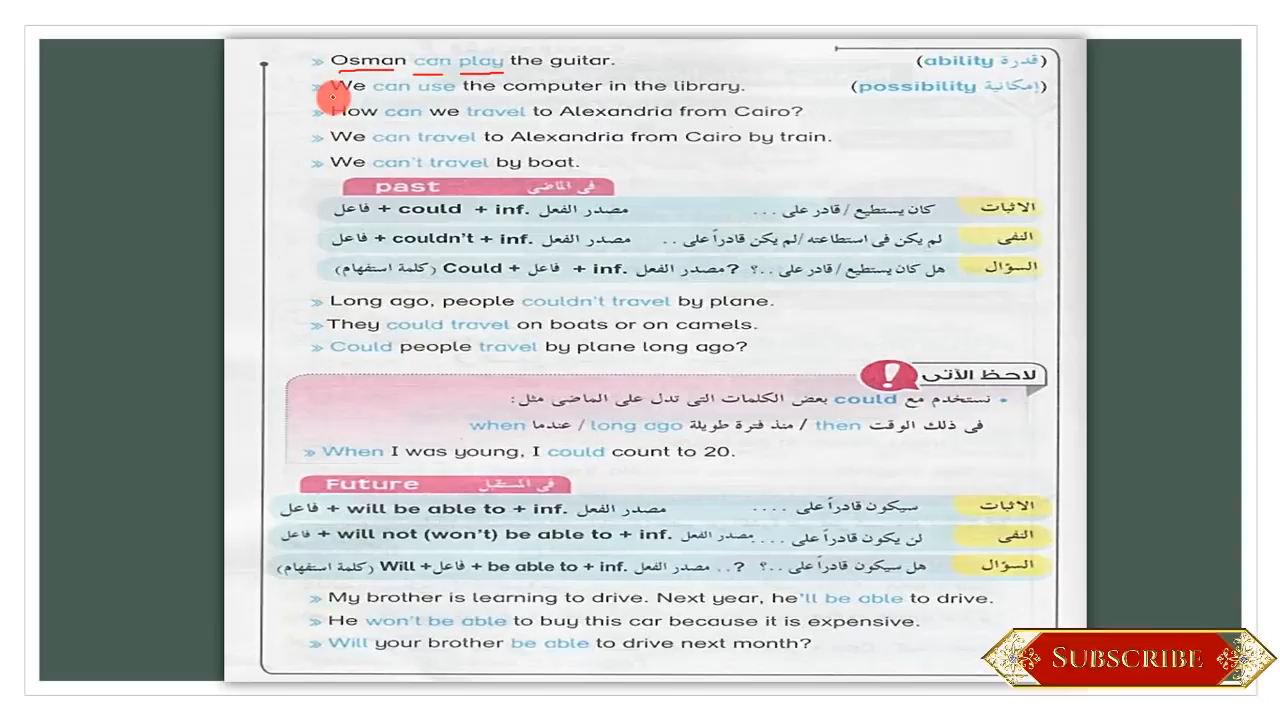 » Osman can play the guitar. (ability قدرة)
» We can use the computer in the library. (possibility إمكانية)
» How can we travel to Alexandria from Cairo?
» We can travel to Alexandria from Cairo by train.
» We can't travel by boat.
past فى الماضى
الاثبات كان يستطيع / قادر على ... مصدر الفعل .inf + could + فاعل
النفى لم يكن فى استطاعته /لم يكن قادراً على .. مصدر الفعل .inf + couldn't + فاعل
السؤال هل كان يستطيع / قادر على ..؟ ?مصدر الفعل .inf + فاعل + Could (كلمة استفهام)
» Long ago, people couldn't travel by plane.
» They could travel on boats or on camels.
» Could people travel by plane long ago?
لاحظ الآتى !
• نستخدم مع could بعض الكلمات التى تدل على الماضى مثل:
فى ذلك الوقت then / منذ فترة طويلة long ago / عندما when
» When I was young, I could count to 20.
Future فى المستقبل
الاثبات سيكون قادراً على .... مصدر الفعل .inf + will be able to + فاعل
النفى لن يكون قادراً على .... مصدر الفعل .inf + will not (won't) be able to + فاعل
السؤال هل سيكون قادراً على ..؟ ?.. مصدر الفعل .inf + be able to + فاعل+ Will (كلمة استفهام)
» My brother is learning to drive. Next year, he'll be able to drive.
» He won't be able to buy this car because it is expensive.
» Will your brother be able to drive next month?
SUBSCRIBE